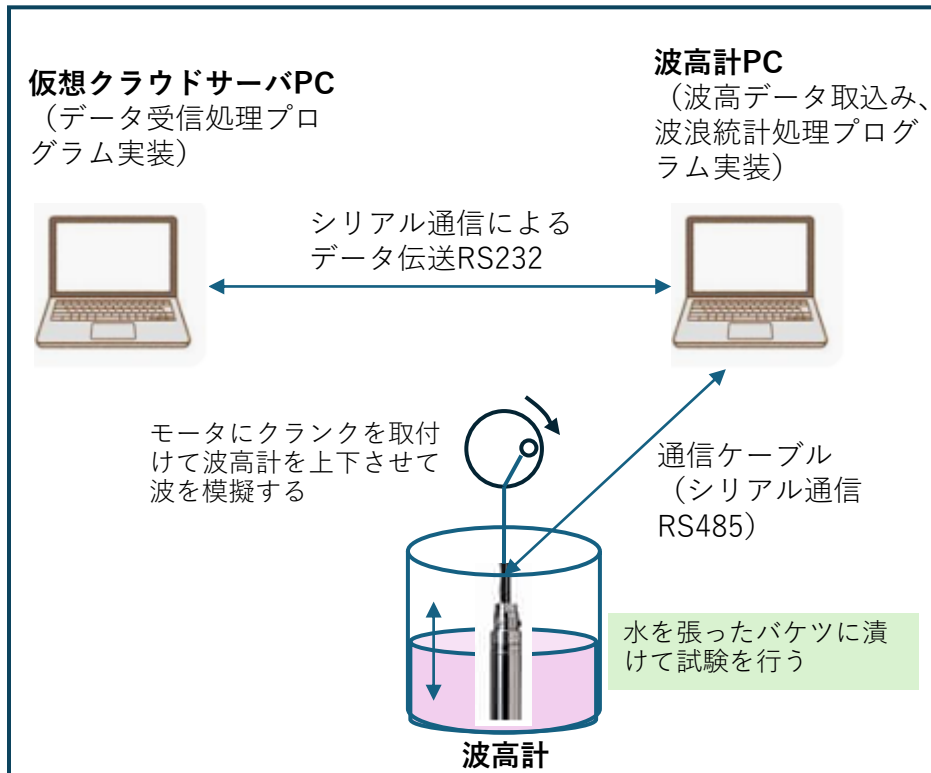 仮想クラウドサーバPC
（データ受信処理プロ
グラム実装）
波高計PC
（波高データ取込み、
波浪統計処理プログ
ラム実装）
シリアル通信による
データ伝送RS232
モータにクランクを取付
けて波高計を上下させて
波を模擬する
通信ケーブル
（シリアル通信
RS485）
水を張ったバケツに漬
けて試験を行う
波高計